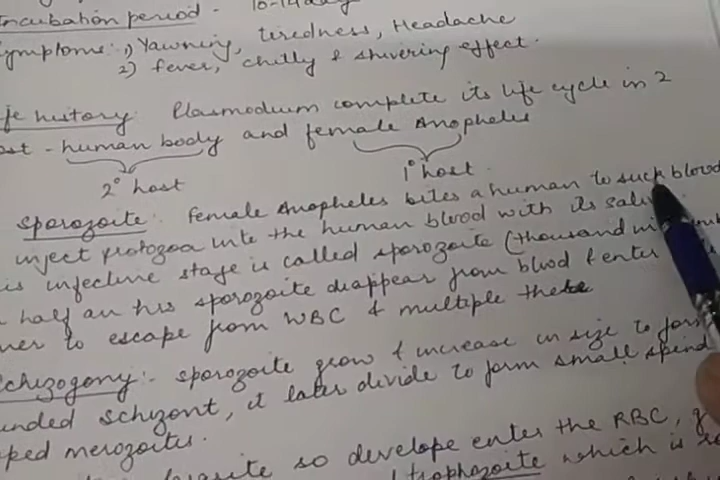 Incubation period - 10-14 day
Symptoms: 1) Yawning, tiredness, Headache
2) fever, chilly & shivering effect.
life history: Plasmodium complete its life cycle in 2
host - human body and female Anopheles
2° host 1° host
Sporozoite: female Anopheles bites a human to suck blood
inject protozoa into the human blood with its saliva
is infective stage is called sporozoite (thousand in
half an hrs sporozoite disappear from blood & enter
to escape from WBC & multiple the
Schizogony:- sporozoite grow & increase in size to form
rounded schizont, it later divide to form small spind
merozoites.
so develope enter the RBC,
trophozoite which is